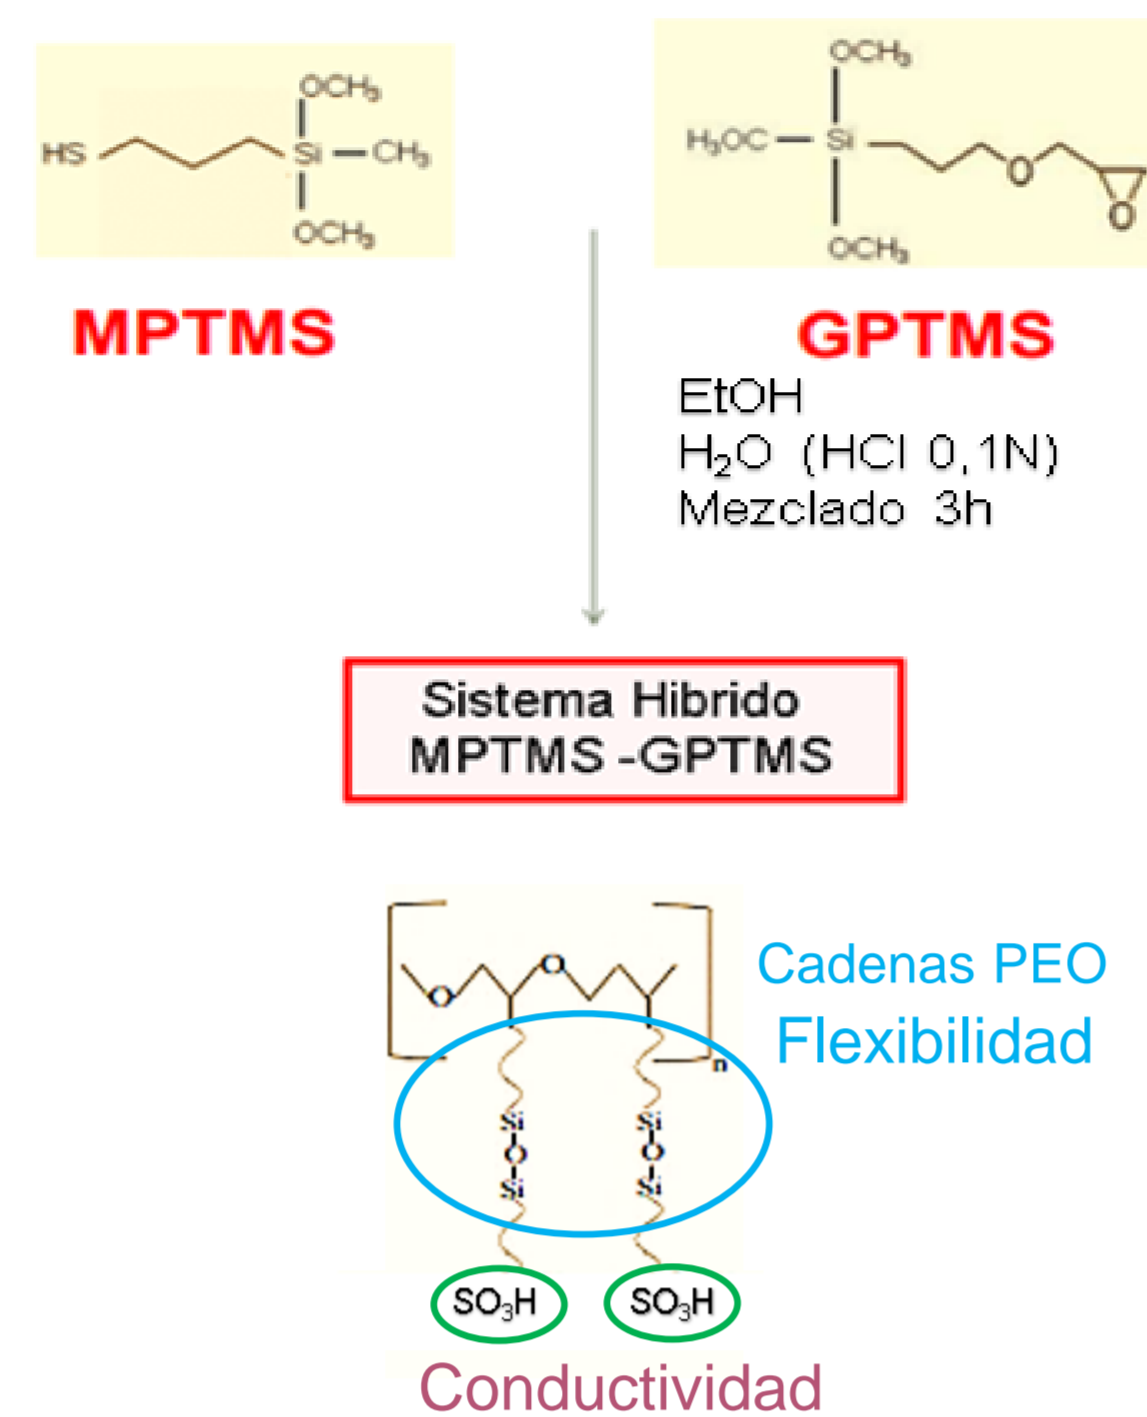 OCH₃
HS
Si
CH₃
OCH₃
MPTMS
OCH₃
H₃OC
Si
O
O
OCH₃
GPTMS
EtOH
H₂O (HCl 0,1N)
Mezclado 3h
Sistema Hibrido
MPTMS -GPTMS
O
O
n
Cadenas PEO
Flexibilidad
Si
O
Si
Si
O
Si
SO₃H
SO₃H
Conductividad